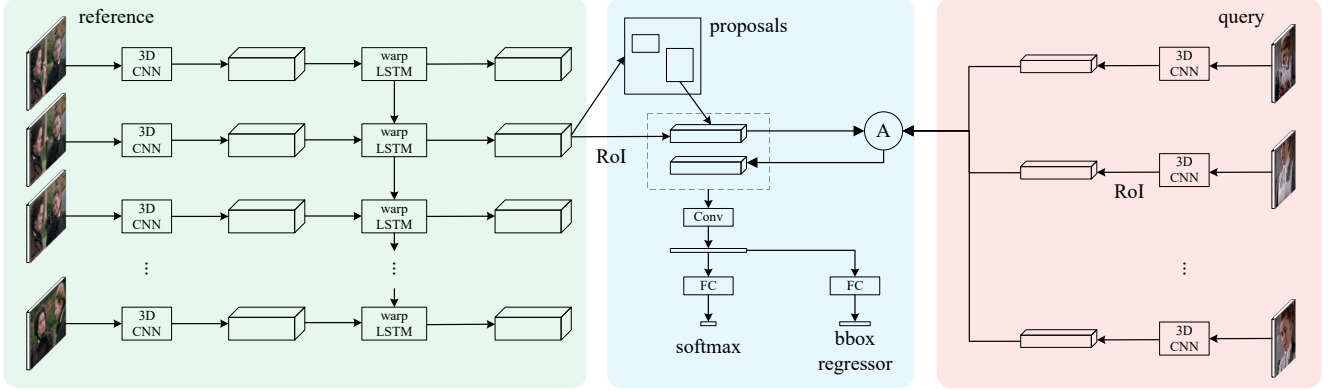 reference
3D
CNN
warp
LSTM
3D
CNN
warp
LSTM
3D
CNN
warp
LSTM
⋮
⋮
3D
CNN
warp
LSTM
proposals
RoI
A
Conv
FC
FC
softmax
bbox
regressor
query
3D
CNN
3D
CNN
RoI
⋮
3D
CNN